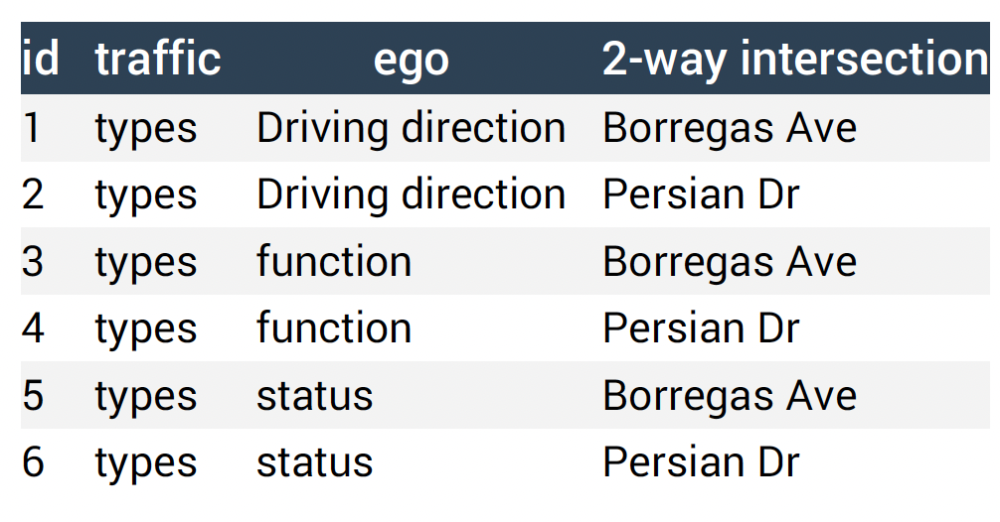 id traffic ego 2-way intersection
1 types Driving direction Borregas Ave
2 types Driving direction Persian Dr
3 types function Borregas Ave
4 types function Persian Dr
5 types status Borregas Ave
6 types status Persian Dr